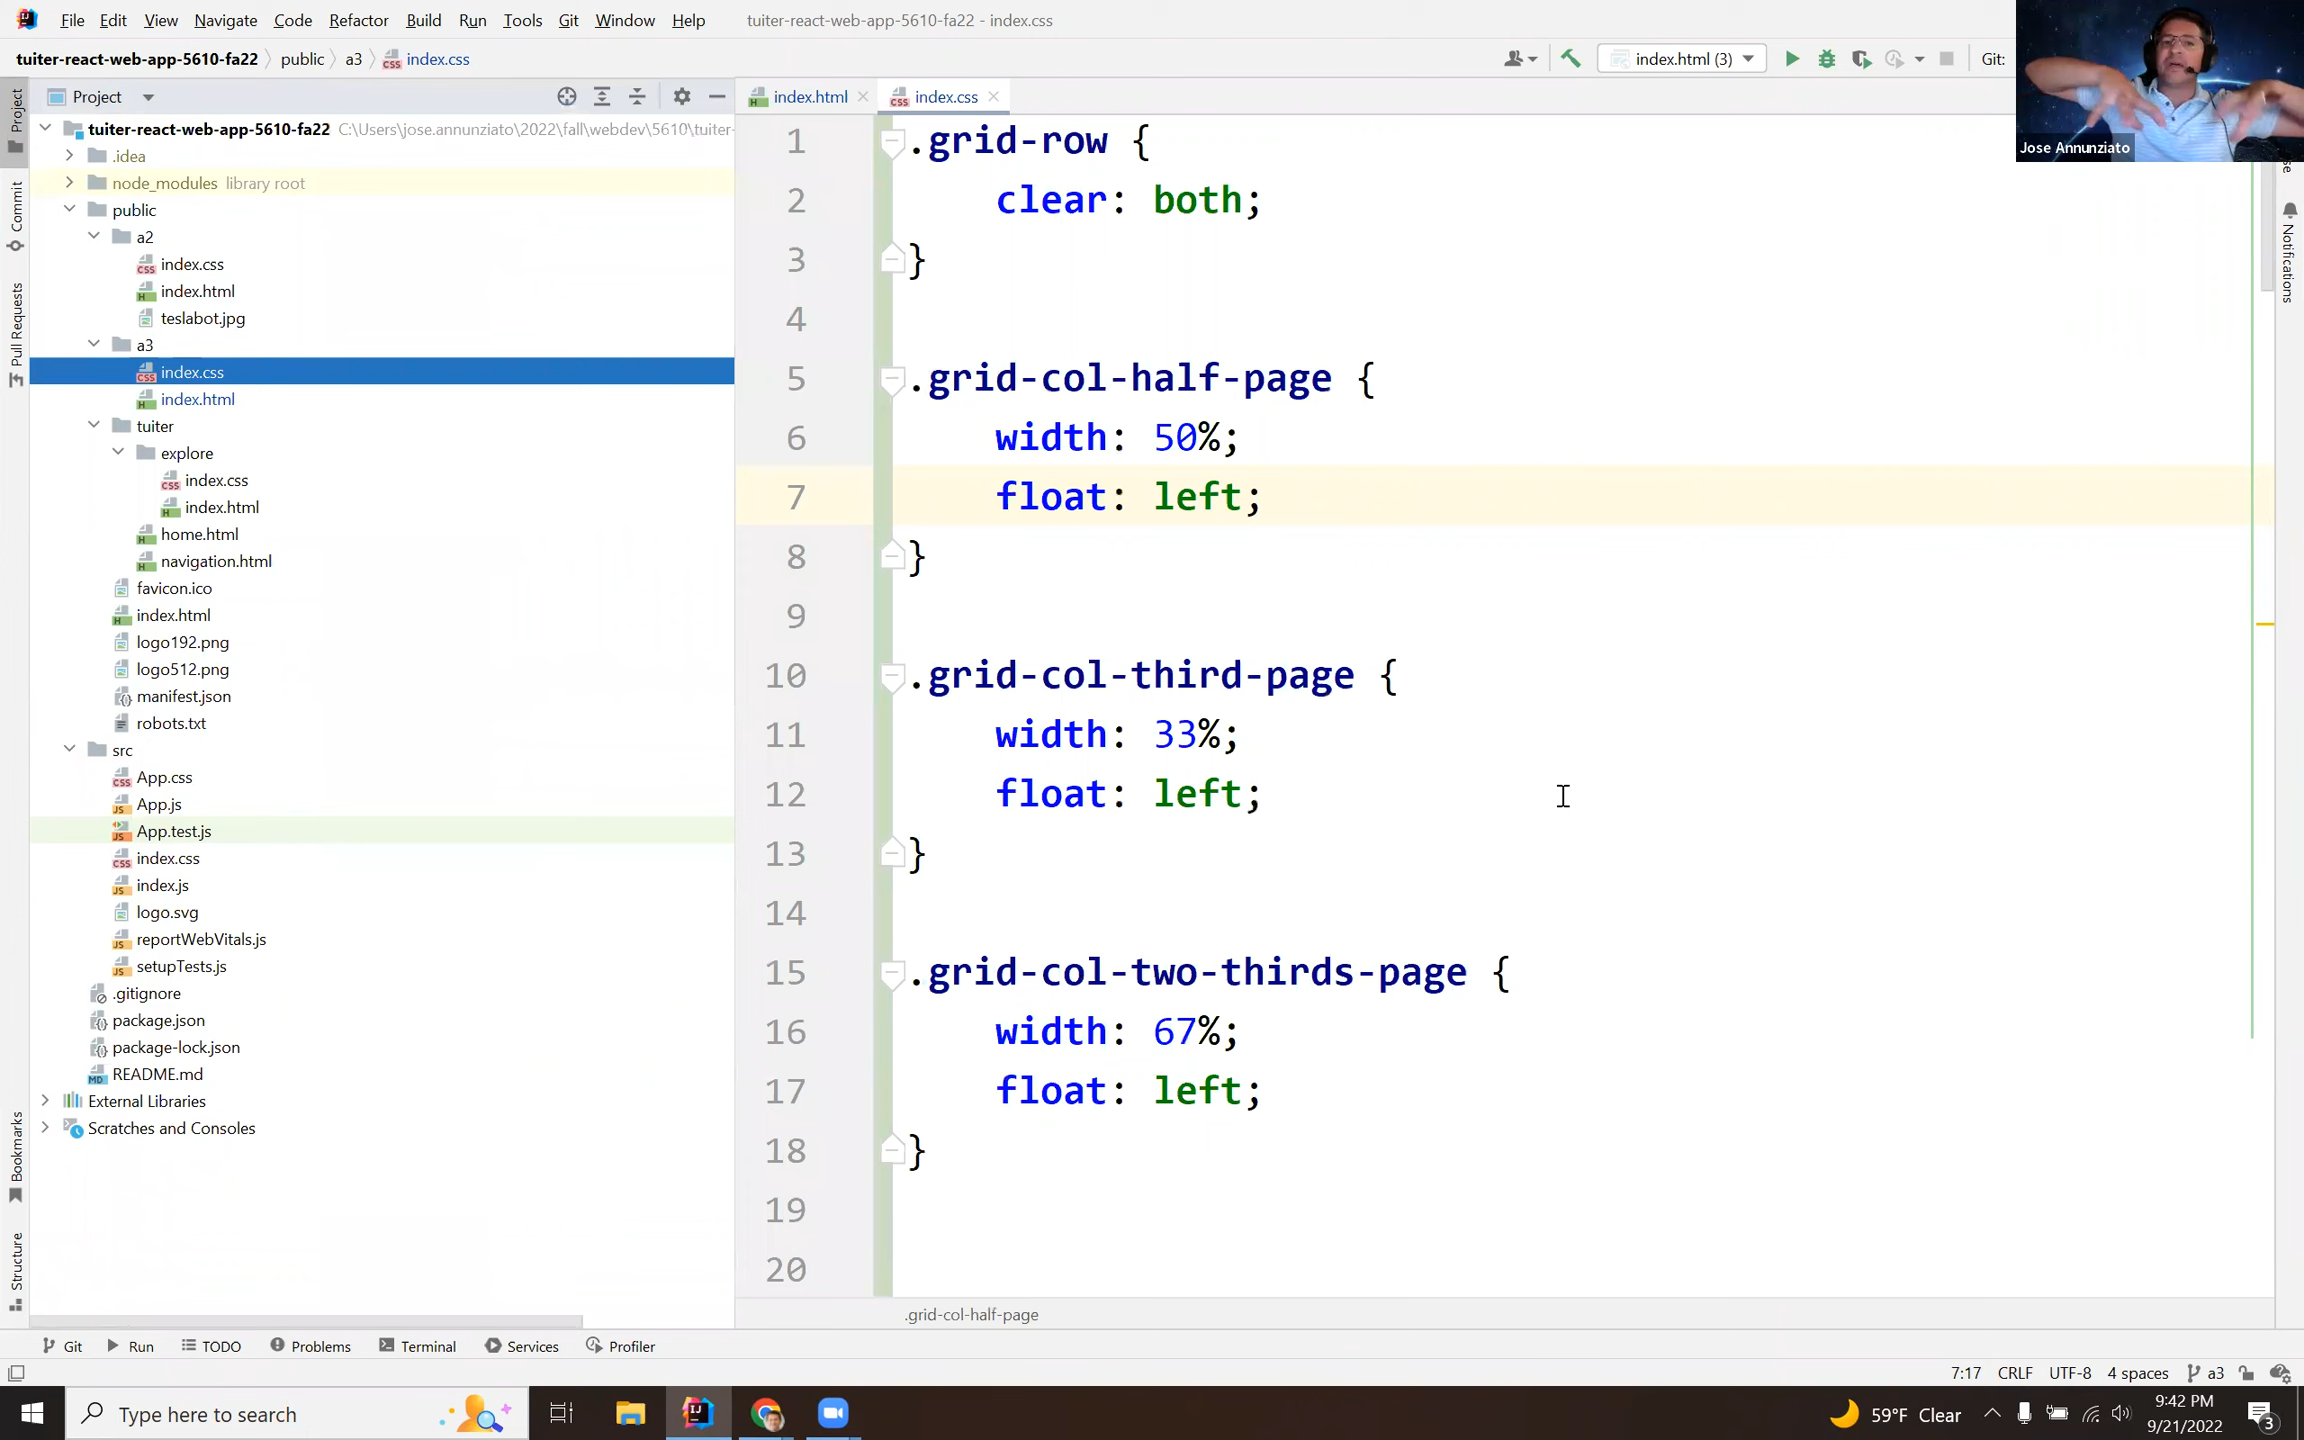 File Edit View Navigate Code Refactor Build Run Tools Git Window Help tuiter-react-web-app-5610-fa22 - index.css
tuiter-react-web-app-5610-fa22 public a3 index.css index.html (3) Git:
Jose Annunziato
Project
Commit
Pull Requests
Bookmarks
Structure
Project
tuiter-react-web-app-5610-fa22 C:\Users\jose.annunziato\2022\fall\webdev\5610\tuiter-
.idea
node_modules library root
public
a2
index.css
index.html
teslabot.jpg
a3
index.css
index.html
tuiter
explore
index.css
index.html
home.html
navigation.html
favicon.ico
index.html
logo192.png
logo512.png
manifest.json
robots.txt
src
App.css
App.js
App.test.js
index.css
index.js
logo.svg
reportWebVitals.js
setupTests.js
.gitignore
package.json
package-lock.json
README.md
External Libraries
Scratches and Consoles
index.html index.css
1 .grid-row {
2 clear: both;
3 }
4
5 .grid-col-half-page {
6 width: 50%;
7 float: left;
8 }
9
10 .grid-col-third-page {
11 width: 33%;
12 float: left;
13 }
14
15 .grid-col-two-thirds-page {
16 width: 67%;
17 float: left;
18 }
19
20
.grid-col-half-page
Notifications
Git Run TODO Problems Terminal Services Profiler
7:17 CRLF UTF-8 4 spaces a3
Type here to search
59°F Clear
9:42 PM
9/21/2022
3